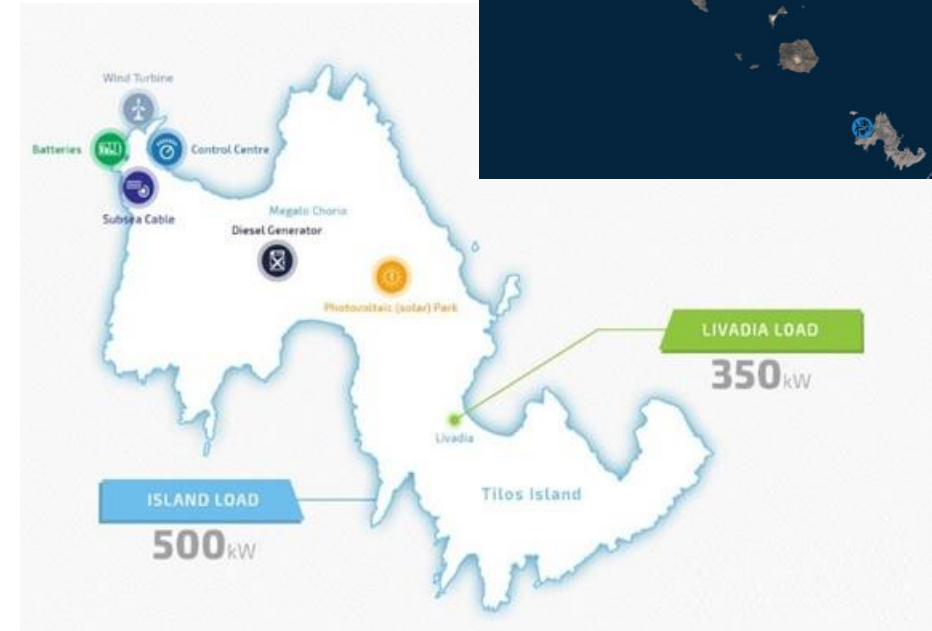 Wind Turbine
Batteries
Control Centre
Subsea Cable
Megalo Chorio
Diesel Generator
Photovoltaic (solar) Park
LIVADIA LOAD
350kW
Livadia
Tilos Island
ISLAND LOAD
500kW